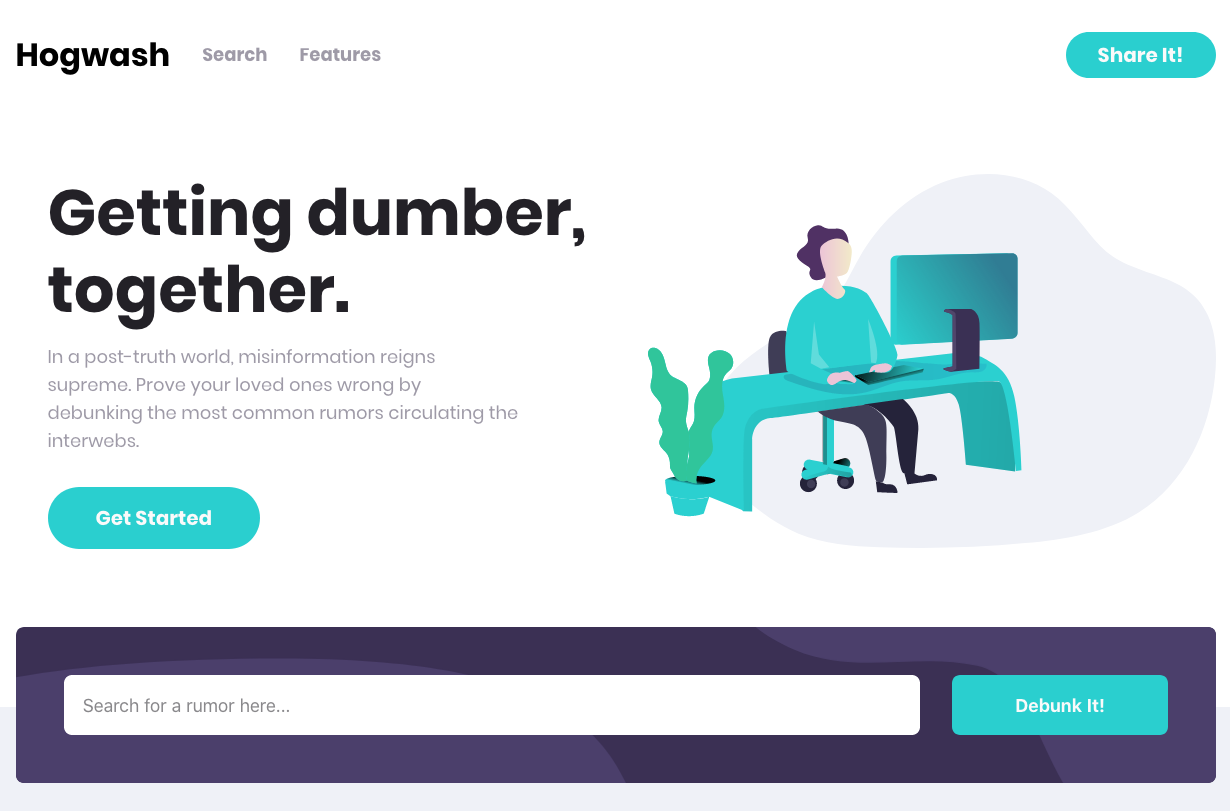 Hogwash
Search
Features
Share It!
Getting dumber,
together.
In a post-truth world, misinformation reigns
supreme. Prove your loved ones wrong by
debunking the most common rumors circulating the
interwebs.
Get Started
Search for a rumor here...
Debunk It!